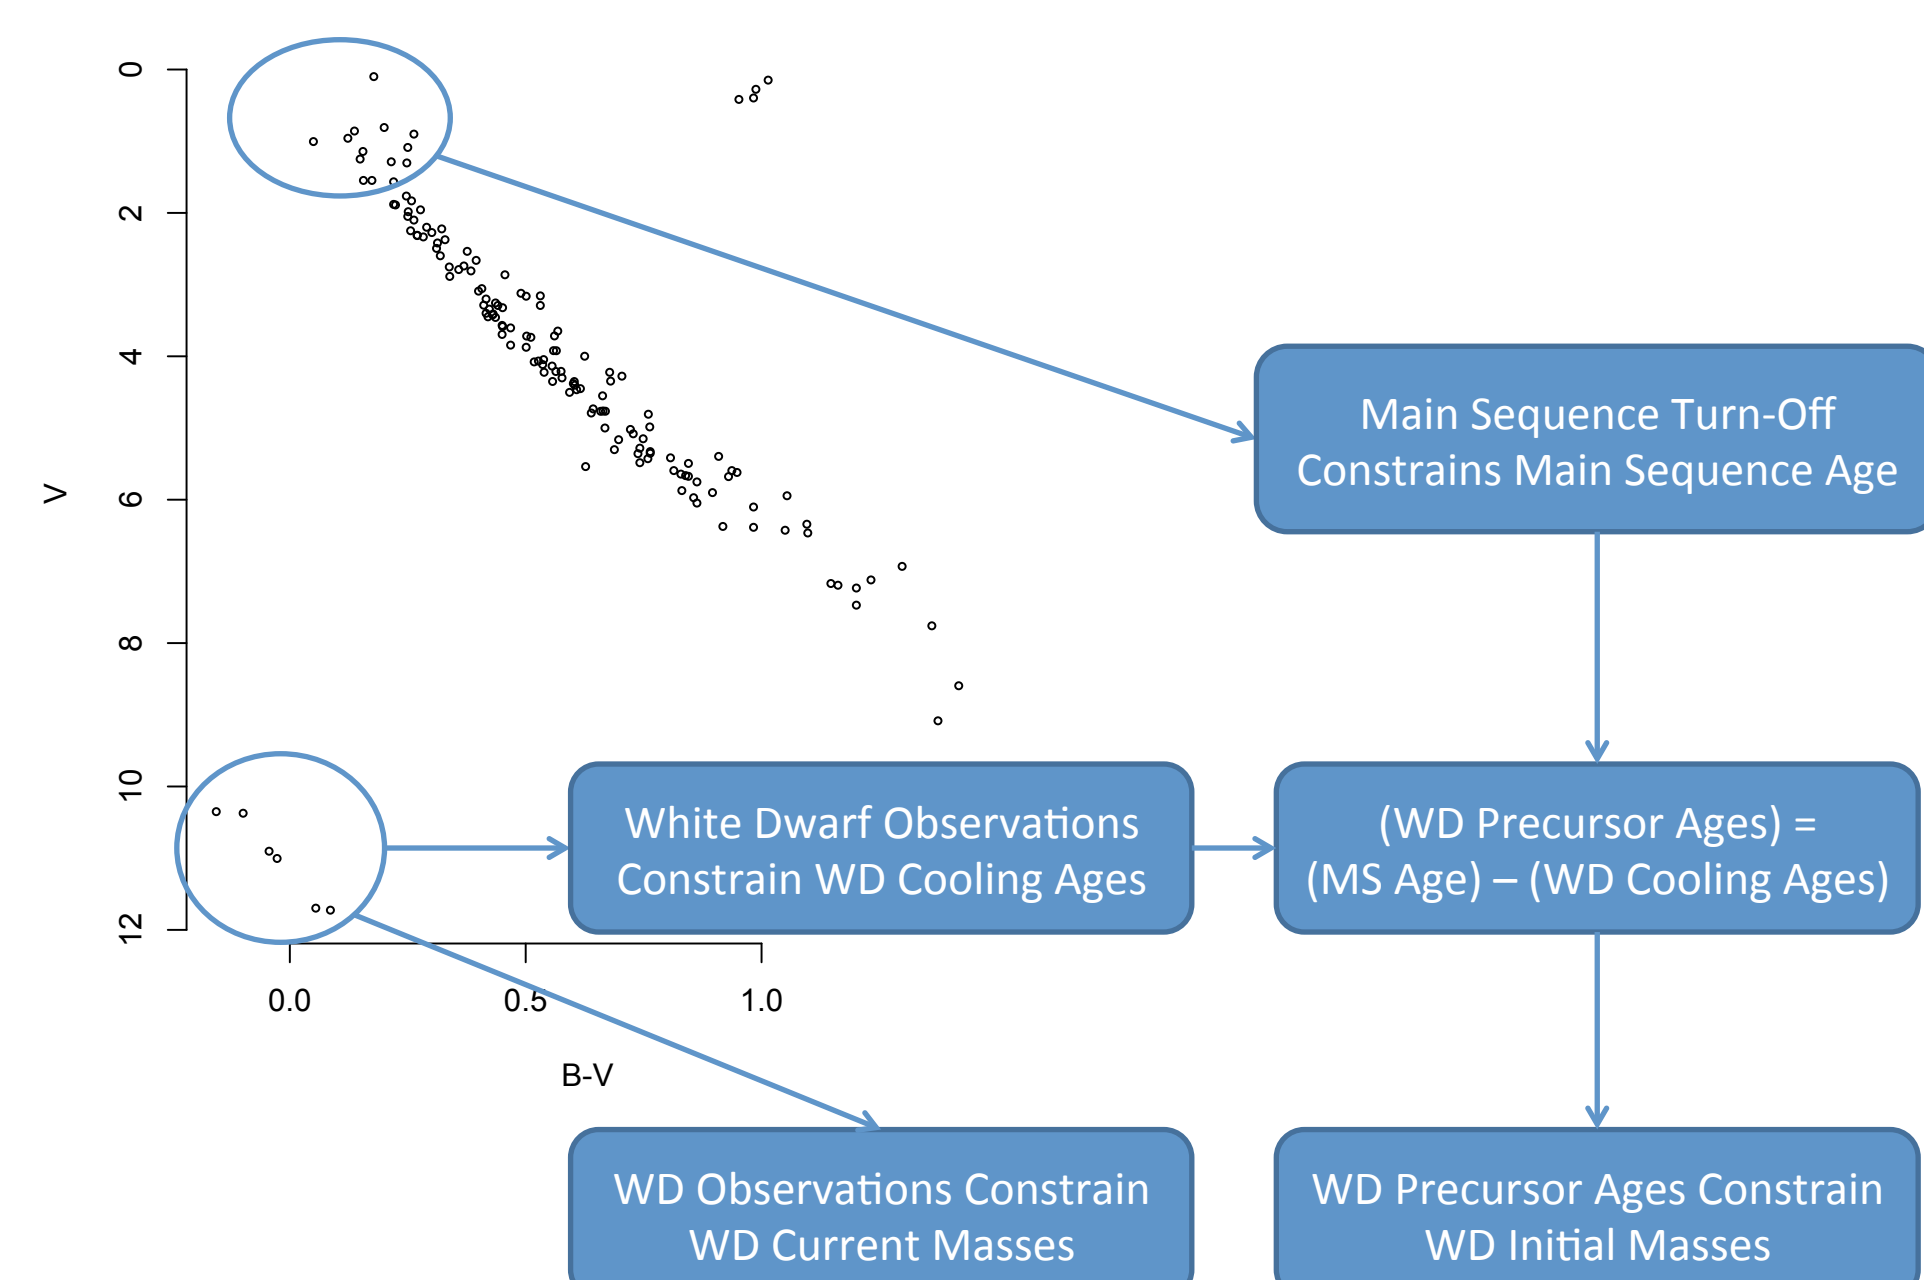 0
2
4
6
8
10
12
V
0.0
0.5
1.0
B-V
Main Sequence Turn-Off
Constrains Main Sequence Age
White Dwarf Observations
Constrain WD Cooling Ages
(WD Precursor Ages) =
(MS Age) – (WD Cooling Ages)
WD Observations Constrain
WD Current Masses
WD Precursor Ages Constrain
WD Initial Masses